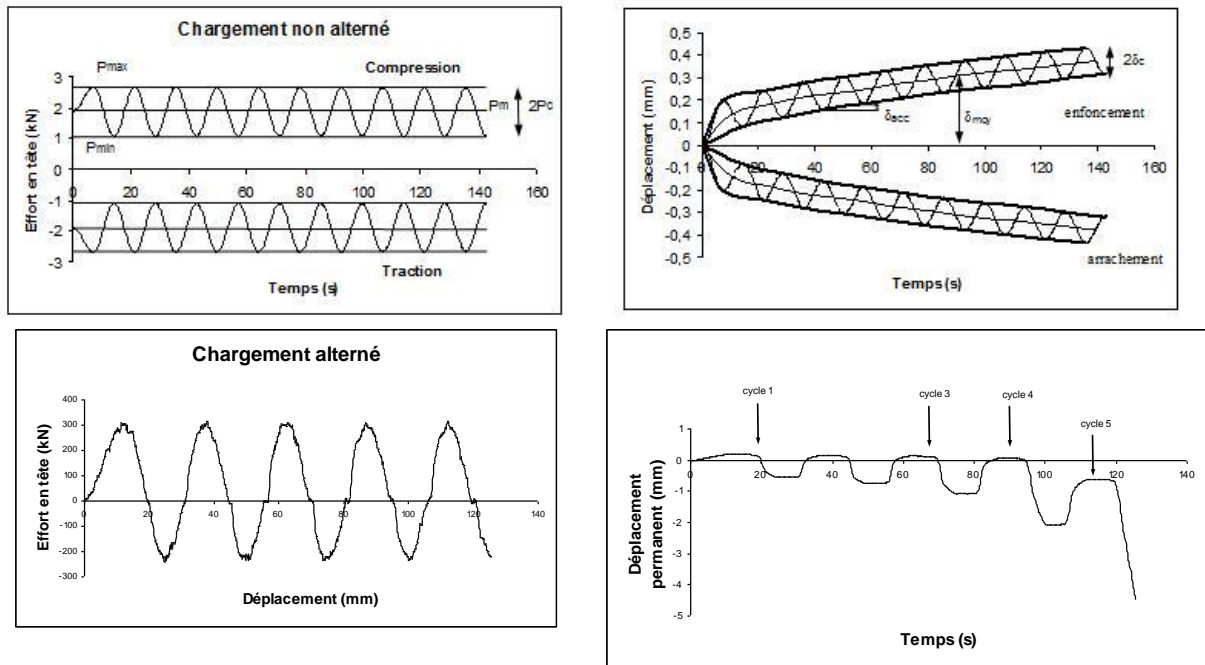 Chargement non alterné
Pmax
Compression
Pm
2Pc
Pmin
Effort en tête (kN)
3
2
1
0
-1
-2
-3
0 20 40 60 80 100 120 140 160
Traction
Temps (s)
Déplacement (mm)
0,5
0,4
0,3
0,2
0,1
0
-0,1
-0,2
-0,3
-0,4
-0,5
0 20 40 60 80 100 120 140 160
2δc
δacc
δmoy
enfoncement
arrachement
Temps (s)
Chargement alterné
Effort en tête (kN)
400
300
200
100
0
-100
-200
-300
0 20 40 60 80 100 120 140
Déplacement (mm)
cycle 1
cycle 3
cycle 4
cycle 5
Déplacement
permanent (mm)
1
0
-1
-2
-3
-4
-5
0 20 40 60 80 100 120 140
Temps (s)